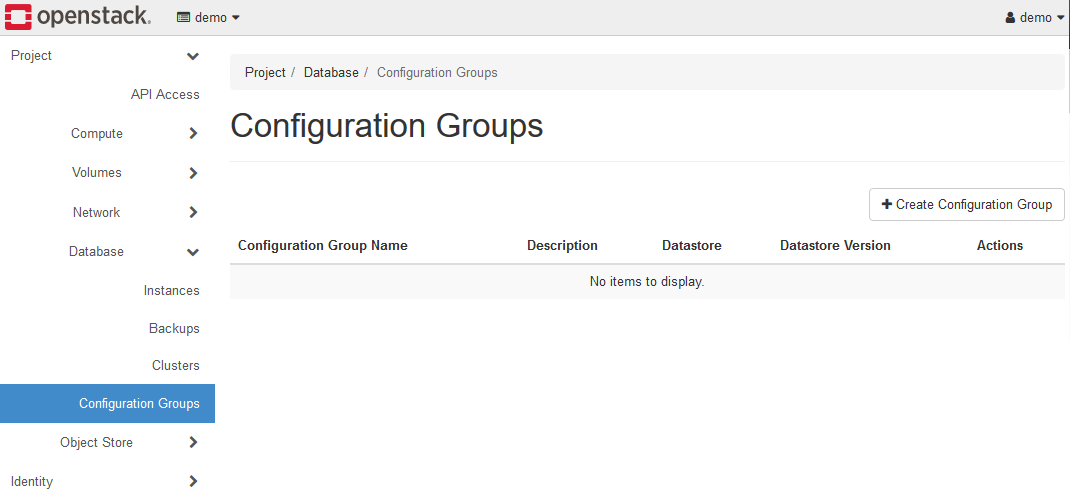 openstack. demo demo
Project
API Access
Compute
Volumes
Network
Database
Instances
Backups
Clusters
Configuration Groups
Object Store
Identity
Project / Database / Configuration Groups
Configuration Groups
Create Configuration Group
Configuration Group Name Description Datastore Datastore Version Actions
No items to display.